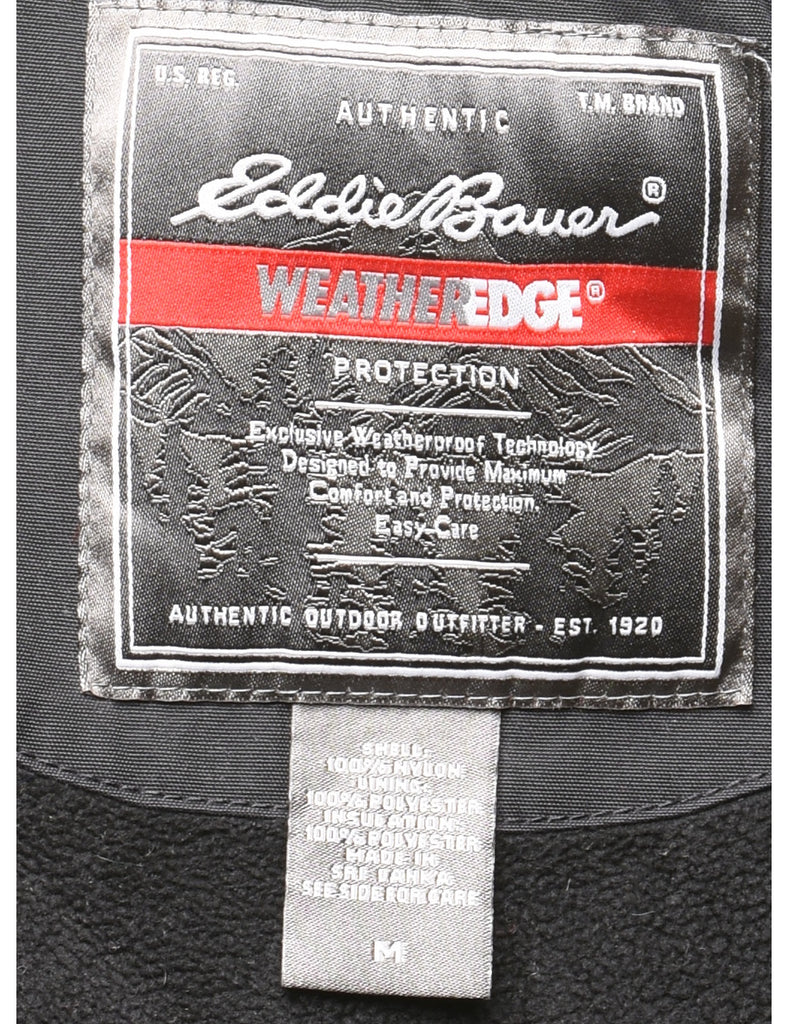 U.S. REG.
T.M. BRAND
AUTHENTIC
Eddie Bauer®
WEATHEREDGE®
PROTECTION
Exclusive Weatherproof Technology
Designed to Provide Maximum
Comfort and Protection.
Easy-Care
AUTHENTIC OUTDOOR OUTFITTER - EST. 1920
SHELL:
100% NYLON
LINING:
100% POLYESTER
INSULATION:
100% POLYESTER
MADE IN
SRI LANKA
SEE SIDE FOR CARE
M